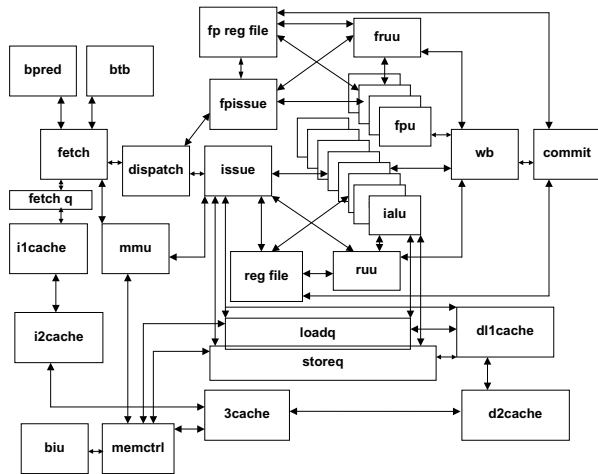 fp reg file
fruu
bpred
btb
fpissue
fpu
fetch
dispatch
issue
wb
commit
fetch q
ialu
i1cache
mmu
reg file
ruu
i2cache
loadq
dl1cache
storeq
3cache
d2cache
biu
memctrl